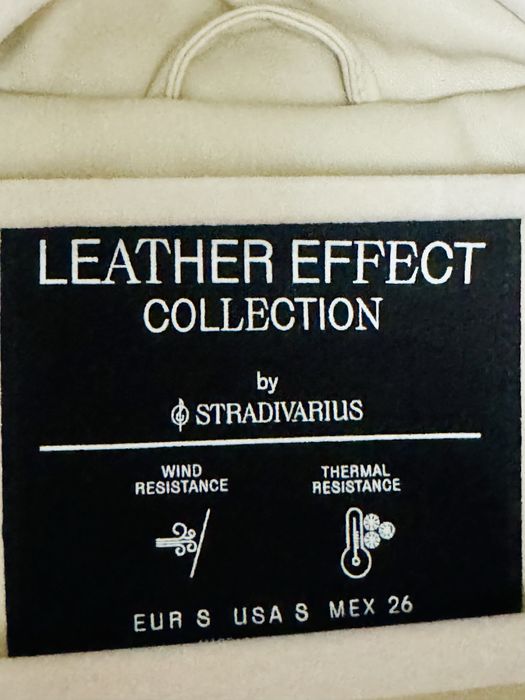 LEATHER EFFECT
COLLECTION
by
STRADIVARIUS
WIND RESISTANCE
THERMAL RESISTANCE
EUR S USA S MEX 26